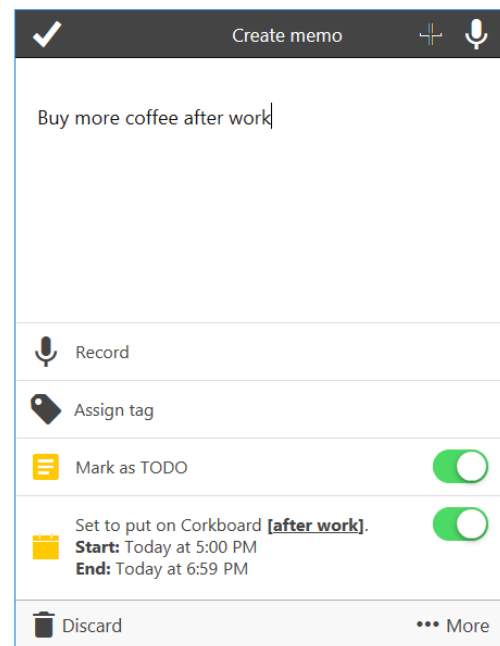 Create memo
Buy more coffee after work
Record
Assign tag
Mark as TODO
Set to put on Corkboard [after work].
Start: Today at 5:00 PM
End: Today at 6:59 PM
Discard
••• More